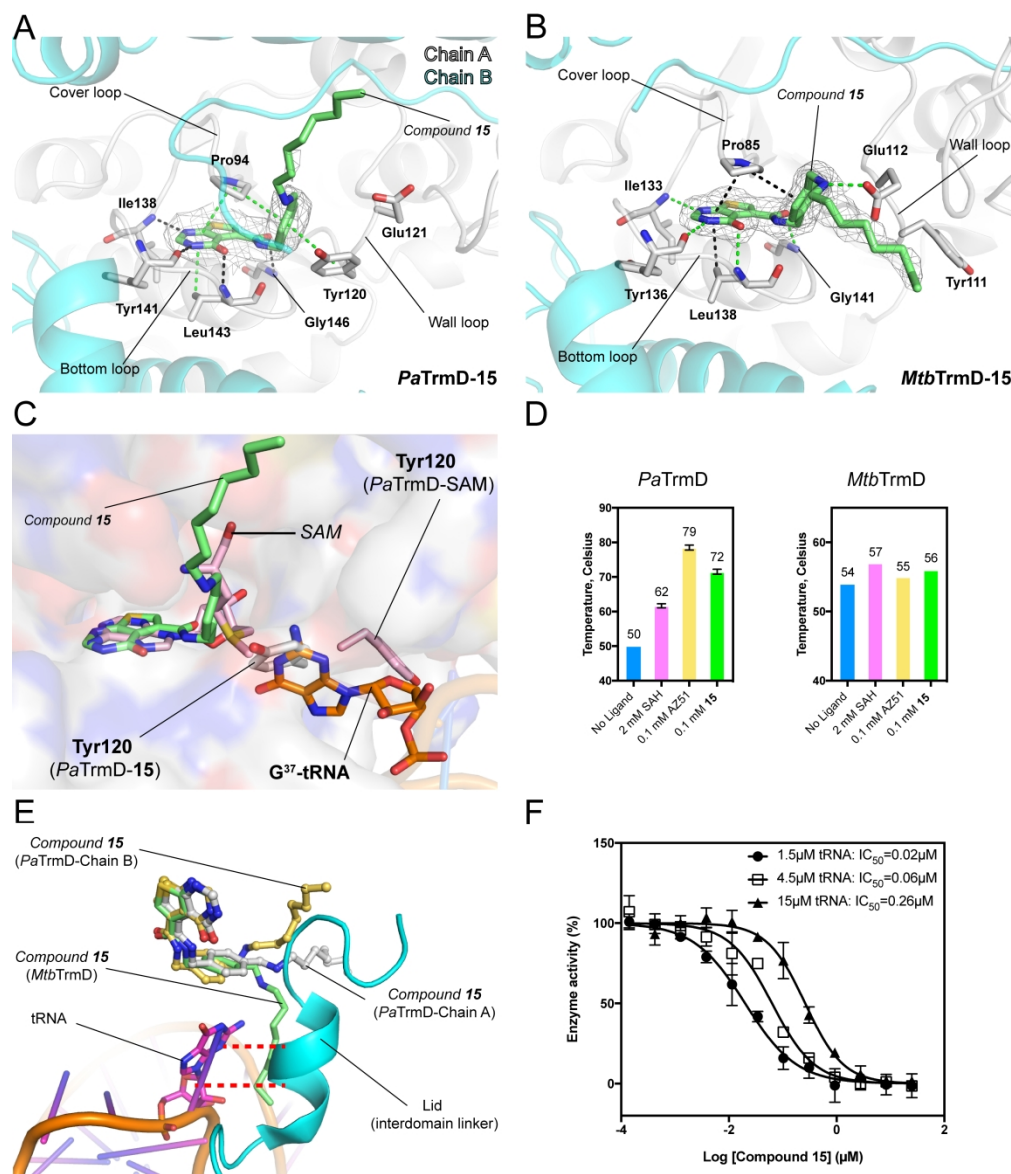 A
Chain A
Chain B
Cover loop
Compound 15
Pro94
Ile138
Glu121
Tyr141
Tyr120
Gly146
Leu143
Wall loop
Bottom loop
PaTrmD-15
B
Cover loop
Compound 15
Pro85
Glu112
Wall loop
Ile133
Tyr136
Gly141
Tyr111
Leu138
Bottom loop
MtbTrmD-15
C
Tyr120
(PaTrmD-SAM)
Compound 15
SAM
Tyr120
(PaTrmD-15)
G³⁷-tRNA
D
PaTrmD
Temperature, Celsius
90
80
70
60
50
40
50
62
79
72
No Ligand
2 mM SAH
0.1 mM AZ51
0.1 mM 15
MtbTrmD
Temperature, Celsius
60
50
40
54
57
55
56
No Ligand
2 mM SAH
0.1 mM AZ51
0.1 mM 15
E
Compound 15
(PaTrmD-Chain B)
Compound 15
(MtbTrmD)
Compound 15
(PaTrmD-Chain A)
tRNA
Lid
(interdomain linker)
F
1.5µM tRNA: IC₅₀=0.02µM
4.5µM tRNA: IC₅₀=0.06µM
15µM tRNA: IC₅₀=0.26µM
Enzyme activity (%)
150
100
50
0
-4
-2
0
2
Log [Compound 15] (µM)